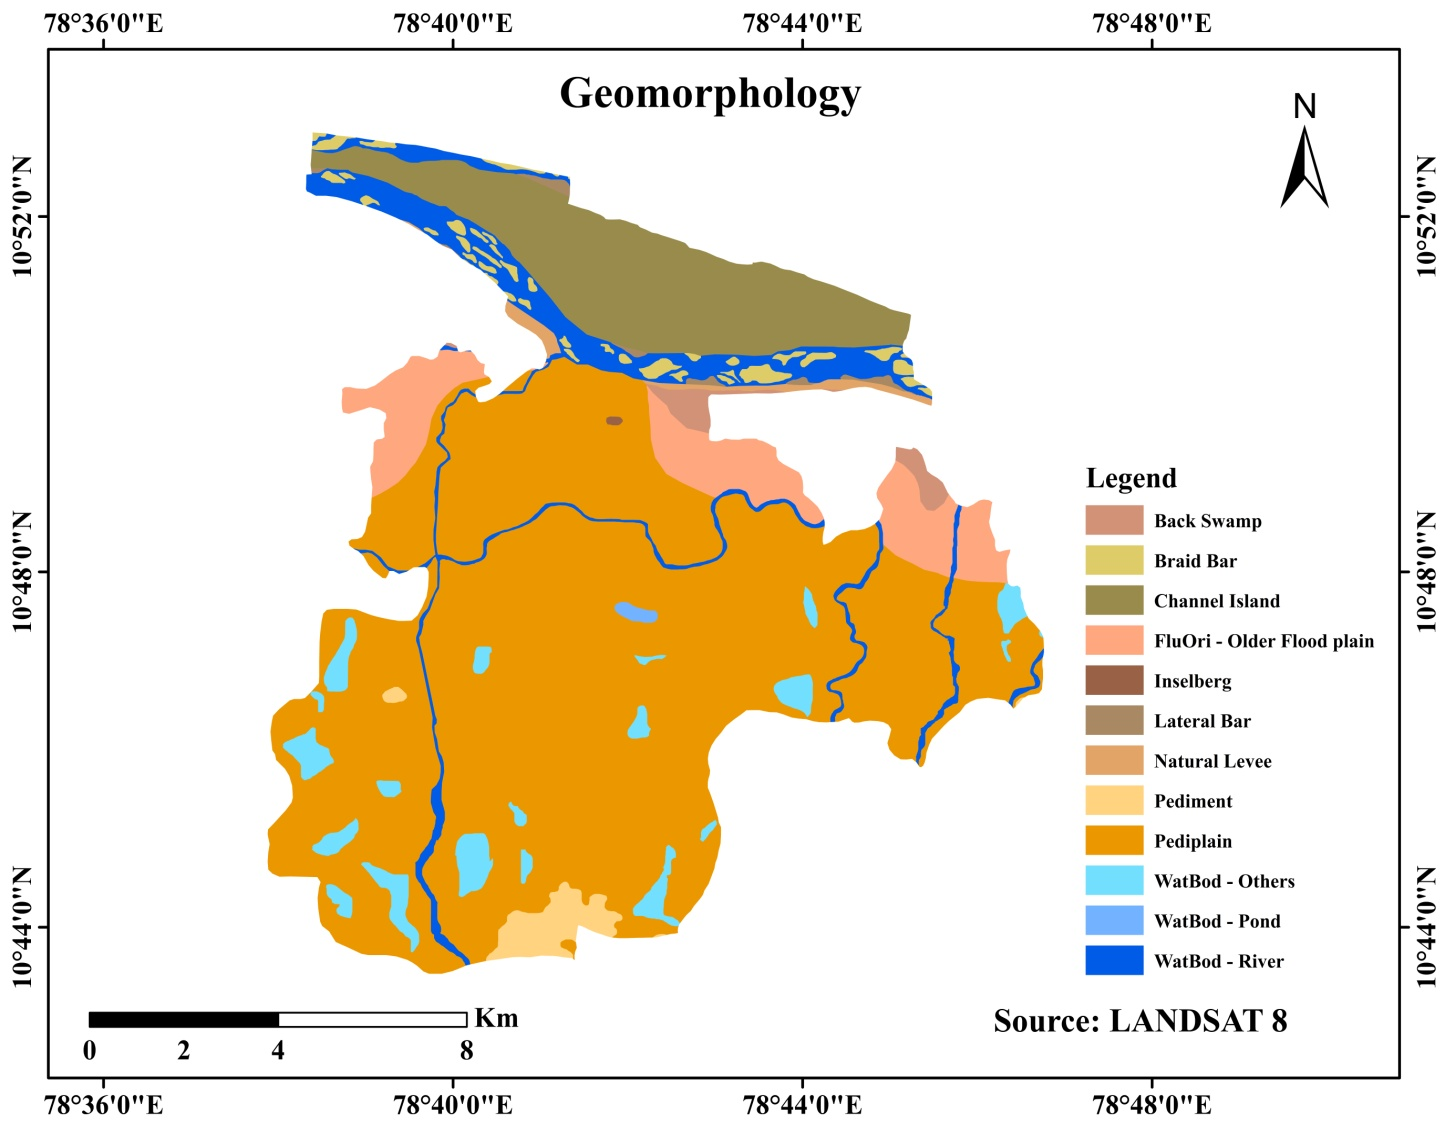 78°36'0"E 78°40'0"E 78°44'0"E 78°48'0"E
Geomorphology
N
10°52'0"N 10°52'0"N
10°48'0"N 10°48'0"N
10°44'0"N 10°44'0"N
Legend
Back Swamp
Braid Bar
Channel Island
FluOri - Older Flood plain
Inselberg
Lateral Bar
Natural Levee
Pediment
Pediplain
WatBod - Others
WatBod - Pond
WatBod - River
Km
0 2 4 8
Source: LANDSAT 8
78°36'0"E 78°40'0"E 78°44'0"E 78°48'0"E